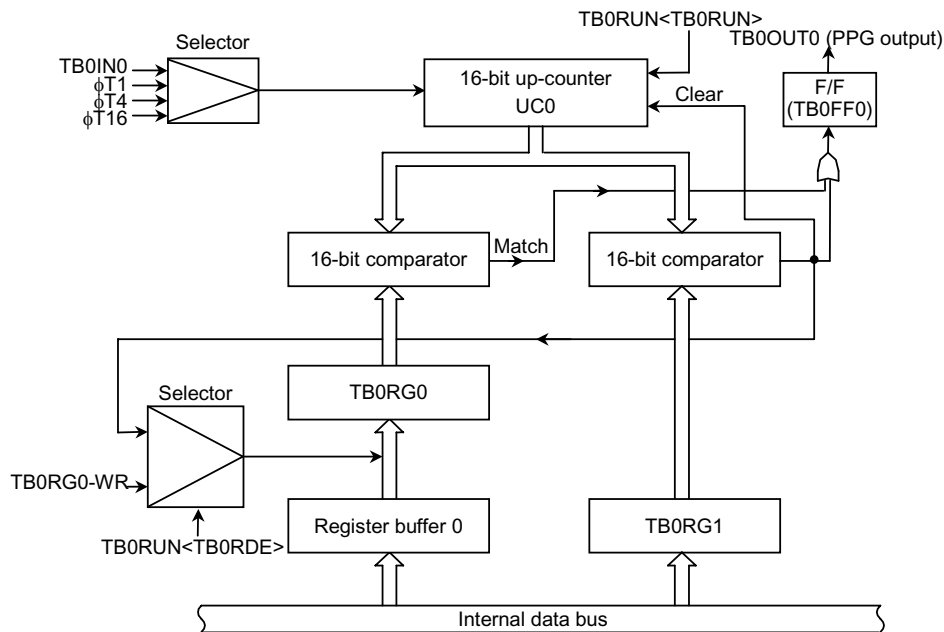 TB0RUN<TB0RUN>
TB0OUT0 (PPG output)
Selector
TB0IN0
ϕT1
ϕT4
ϕT16
16-bit up-counter
UC0
Clear
F/F
(TB0FF0)
16-bit comparator
Match
16-bit comparator
Selector
TB0RG0
TB0RG0-WR
TB0RUN<TB0RDE>
Register buffer 0
TB0RG1
Internal data bus